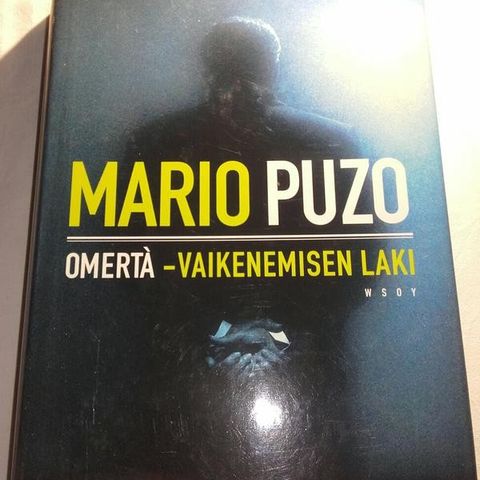 MARIO PUZO
OMERTÀ –VAIKENEMISEN LAKI
WSOY